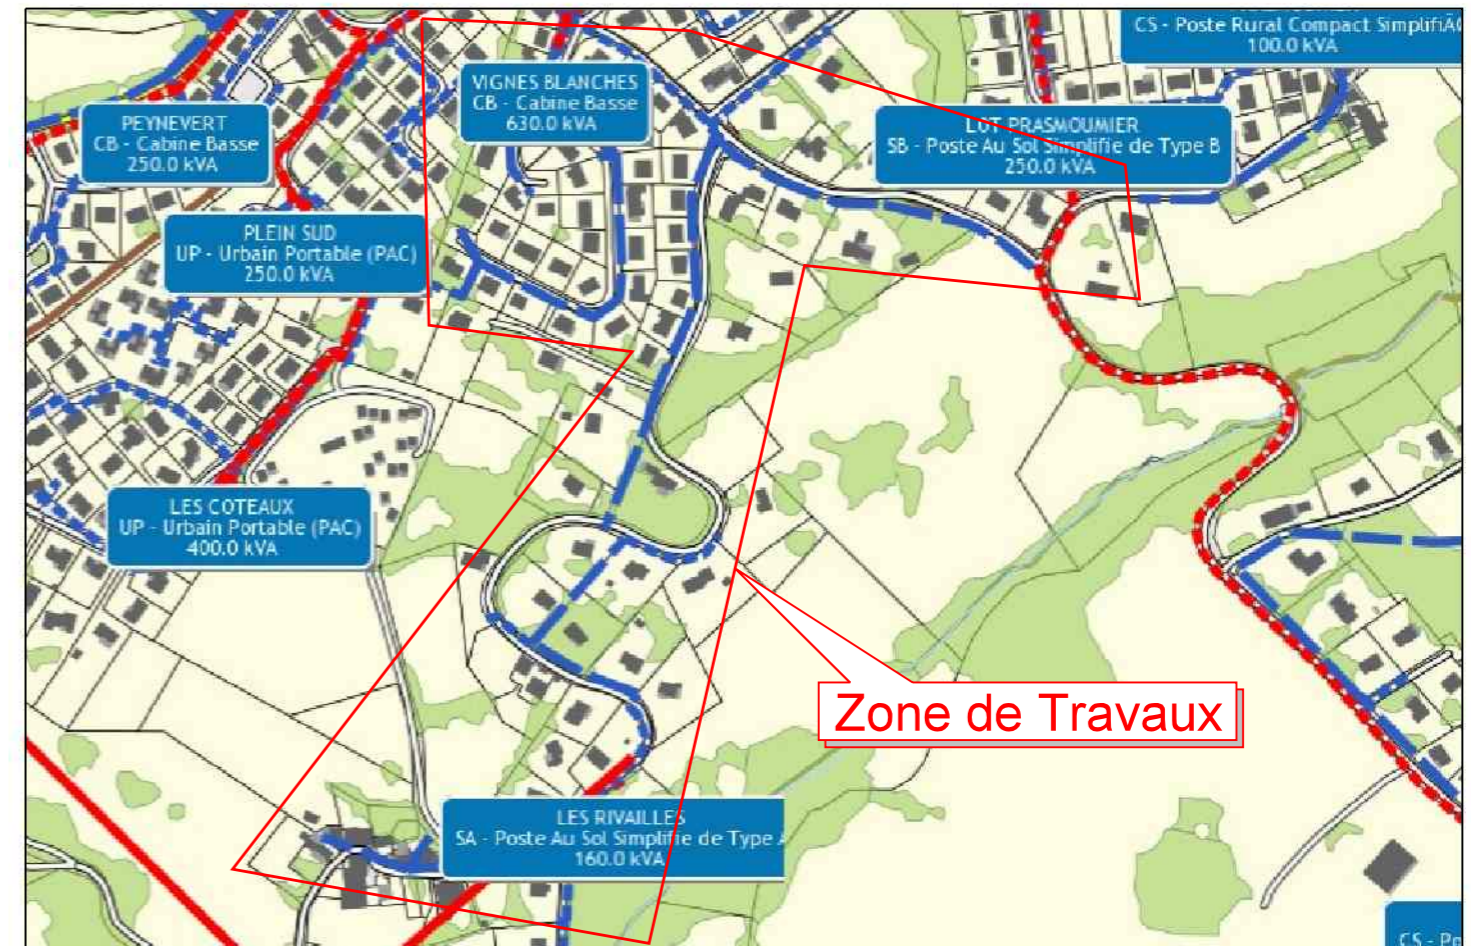 CS - Poste Rural Compact Simplifi
100.0 kVA
VIGNES BLANCHES
CB - Cabine Basse
630.0 kVA
PEYNEVERT
CB - Cabine Basse
250.0 kVA
LOT PRASMOUMIER
SB - Poste Au Sol Simplifie de Type B
250.0 kVA
PLEIN SUD
UP - Urbain Portable (PAC)
250.0 kVA
LES COTEAUX
UP - Urbain Portable (PAC)
400.0 kVA
Zone de Travaux
LES RIVAILLES
SA - Poste Au Sol Simplifie de Type A
160.0 kVA
CS - Po